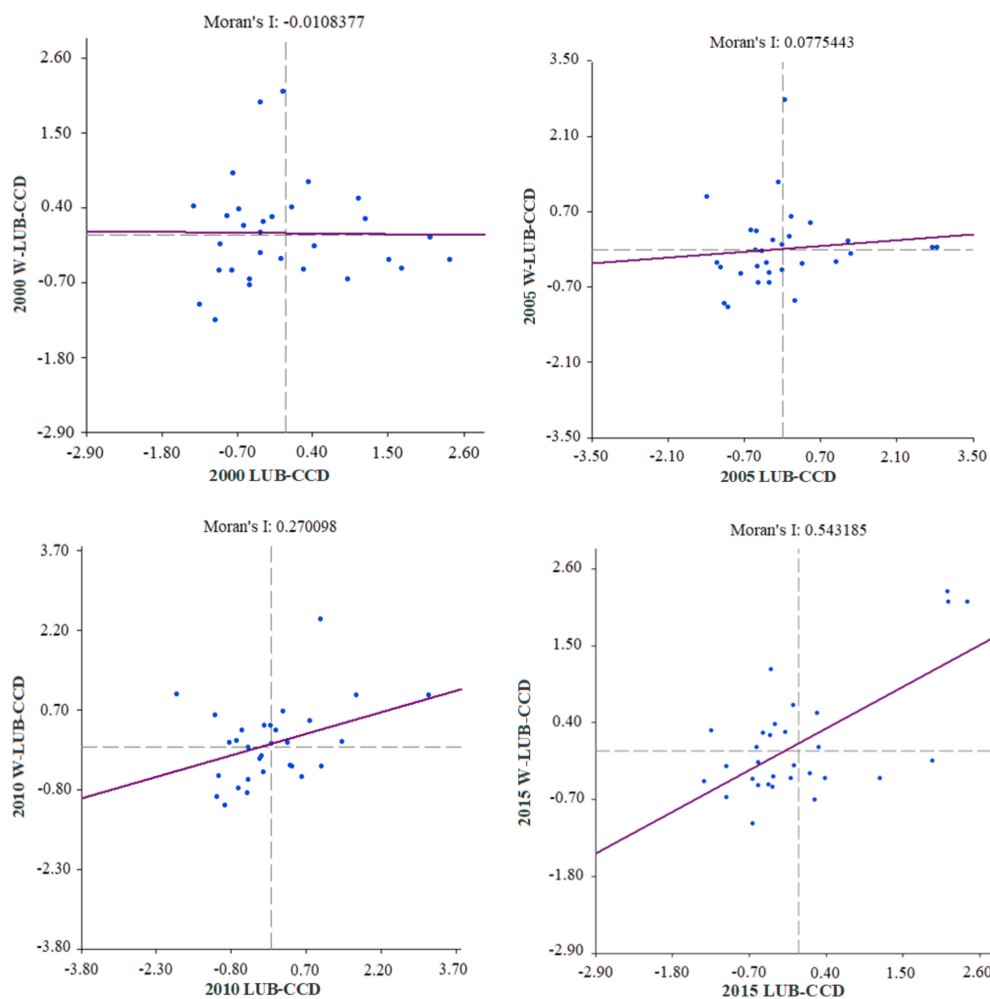 Moran's I: -0.0108377
2.60
1.50
0.40
-0.70
-1.80
-2.90
2000 W-LUB-CCD
-2.90 -1.80 -0.70 0.40 1.50 2.60
2000 LUB-CCD
Moran's I: 0.0775443
3.50
2.10
0.70
-0.70
-2.10
-3.50
2005 W-LUB-CCD
-3.50 -2.10 -0.70 0.70 2.10 3.50
2005 LUB-CCD
Moran's I: 0.270098
3.70
2.20
0.70
-0.80
-2.30
-3.80
2010 W-LUB-CCD
-3.80 -2.30 -0.80 0.70 2.20 3.70
2010 LUB-CCD
Moran's I: 0.543185
2.60
1.50
0.40
-0.70
-1.80
-2.90
2015 W-LUB-CCD
-2.90 -1.80 -0.70 0.40 1.50 2.60
2015 LUB-CCD